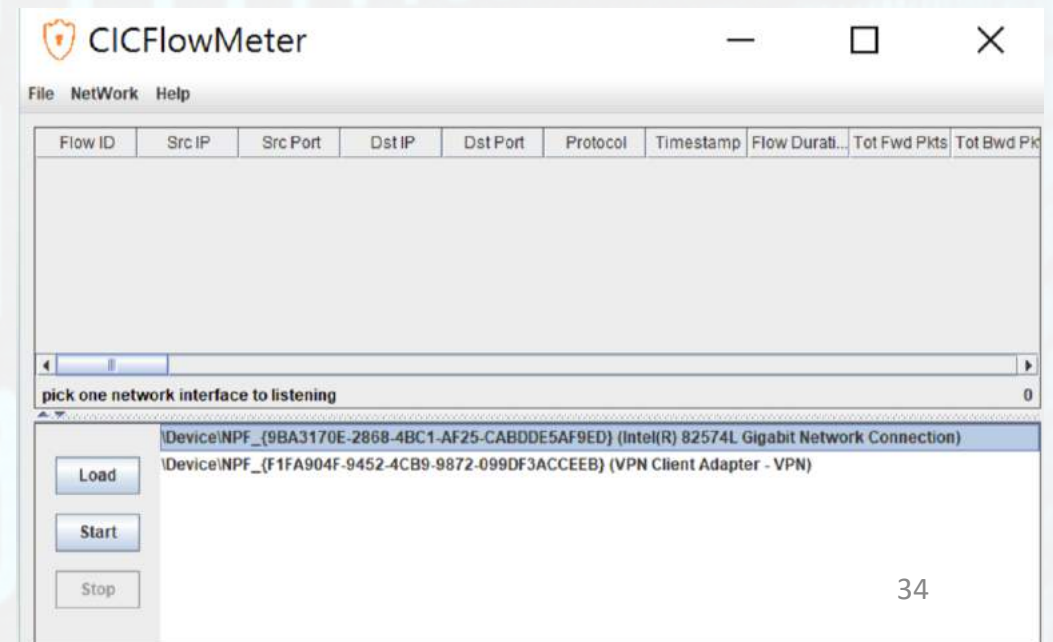 CICFlowMeter
File NetWork Help
Flow ID Src IP Src Port Dst IP Dst Port Protocol Timestamp Flow Durati... Tot Fwd Pkts Tot Bwd Pk
pick one network interface to listening 0
\Device\NPF_{9BA3170E-2868-4BC1-AF25-CABDDE5AF9ED} (Intel(R) 82574L Gigabit Network Connection)
\Device\NPF_{F1FA904F-9452-4CB9-9872-099DF3ACCEEB} (VPN Client Adapter - VPN)
Load
Start
Stop
34